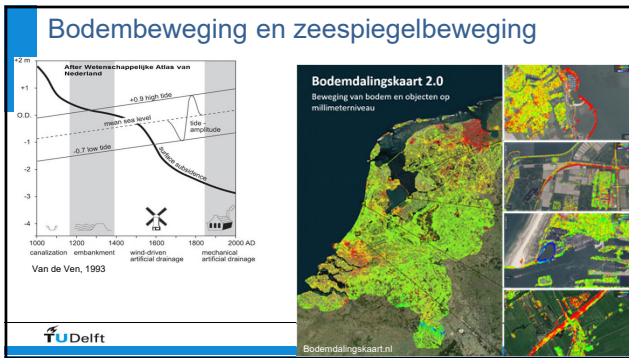 Bodembeweging en zeespiegelbeweging
After Wetenschappelijke Atlas van
Nederland
+2 m
+1
O.D.
-1
-2
-3
-4
+0.9 high tide
mean sea level
tide -
amplitude
-0.7 low tide
surface subsidence
1000
1200
1400
1600
1800
2000 AD
canalization
embankment
wind-driven
artificial drainage
mechanical
artificial drainage
Van de Ven, 1993
Bodemdalingskaart 2.0
Beweging van bodem en objecten op
millimeterniveau
Bodemdalingskaart.nl
TUDelft